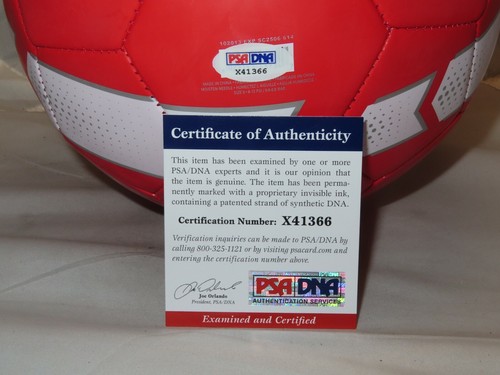 PSA DNA
X41366
Certificate of Authenticity
This item has been examined by one or more
PSA/DNA experts and it is our opinion that
the item is genuine. The item has been perma-
nently marked with a proprietary invisible ink,
containing a patented strand of synthetic DNA.
Certification Number: X41366
Verification inquiries can be made to PSA/DNA by
calling 800-325-1121 or by visiting psacard.com and
entering the certification number above.
Joe Orlando
President, PSA/DNA
PSA DNA
AUTHENTICATION SERVICES
Examined and Certified